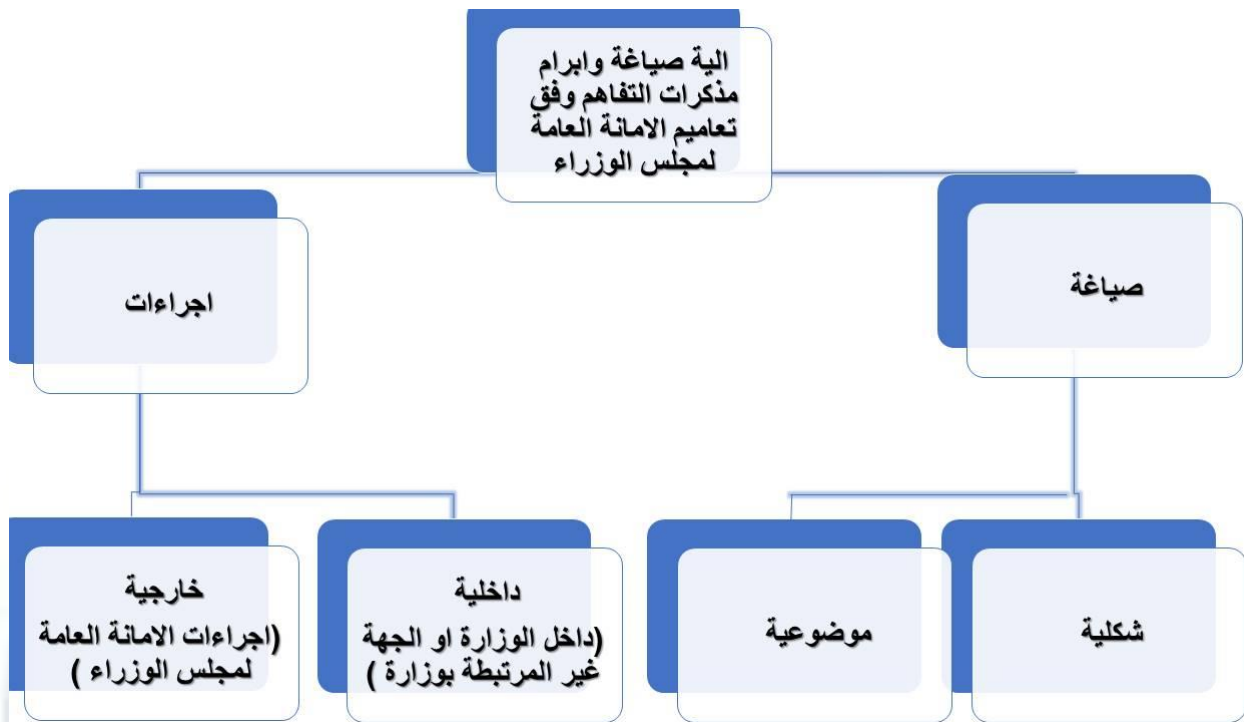 الية صياغة وابرام
مذكرات التفاهم وفق
تعاميم الامانة العامة
لمجلس الوزراء
صياغة
اجراءات
شكلية
موضوعية
داخلية
(داخل الوزارة او الجهة
غير المرتبطة بوزارة )
خارجية
(اجراءات الامانة العامة
لمجلس الوزراء )